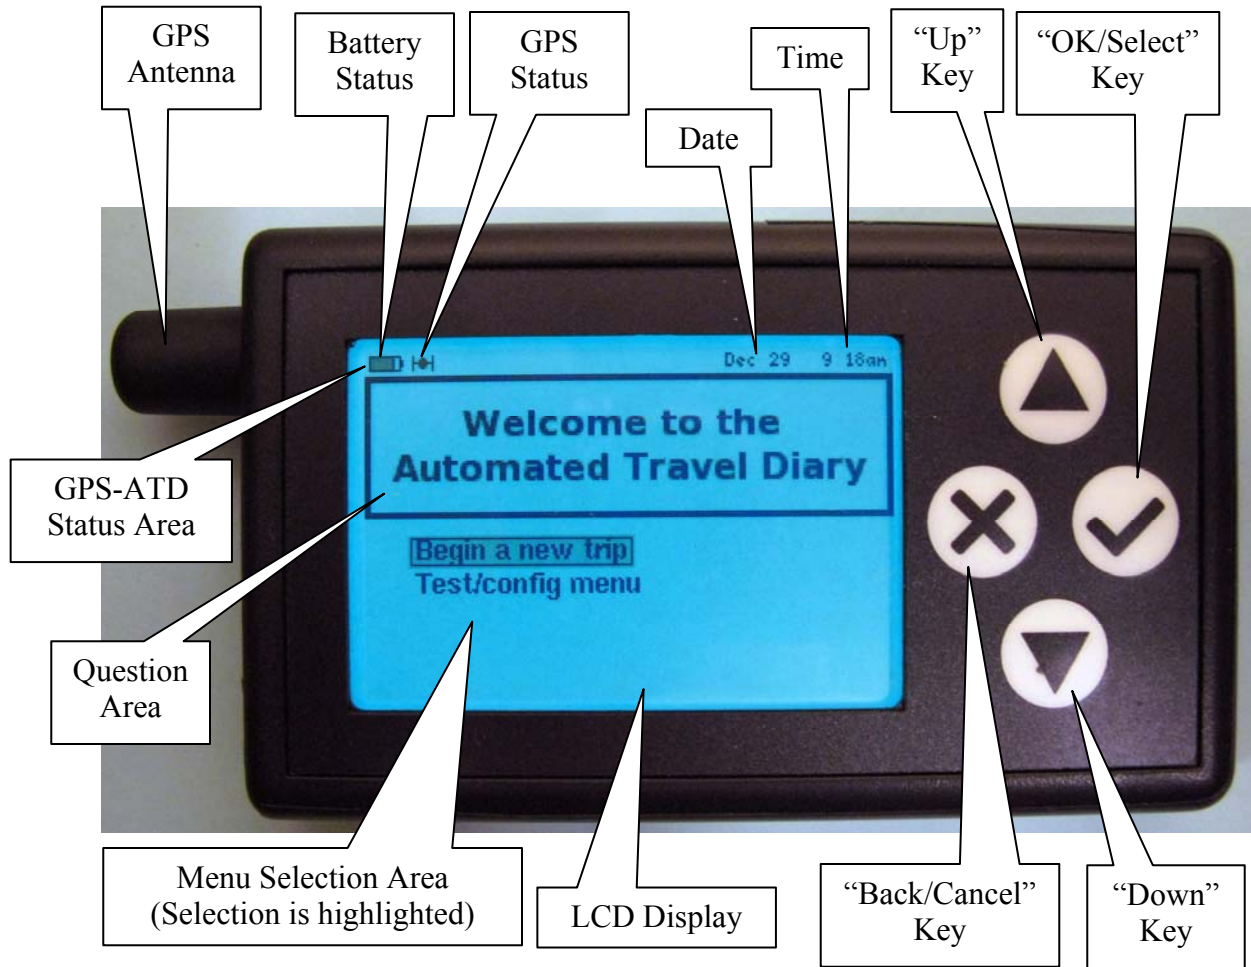 GPS
Antenna
Battery
Status
GPS
Status
Date
Time
“Up”
Key
“OK/Select”
Key
Dec 29 9 18am
Welcome to the
Automated Travel Diary
Begin a new trip
Test/config menu
GPS-ATD
Status Area
Question
Area
Menu Selection Area
(Selection is highlighted)
LCD Display
“Back/Cancel”
Key
“Down”
Key